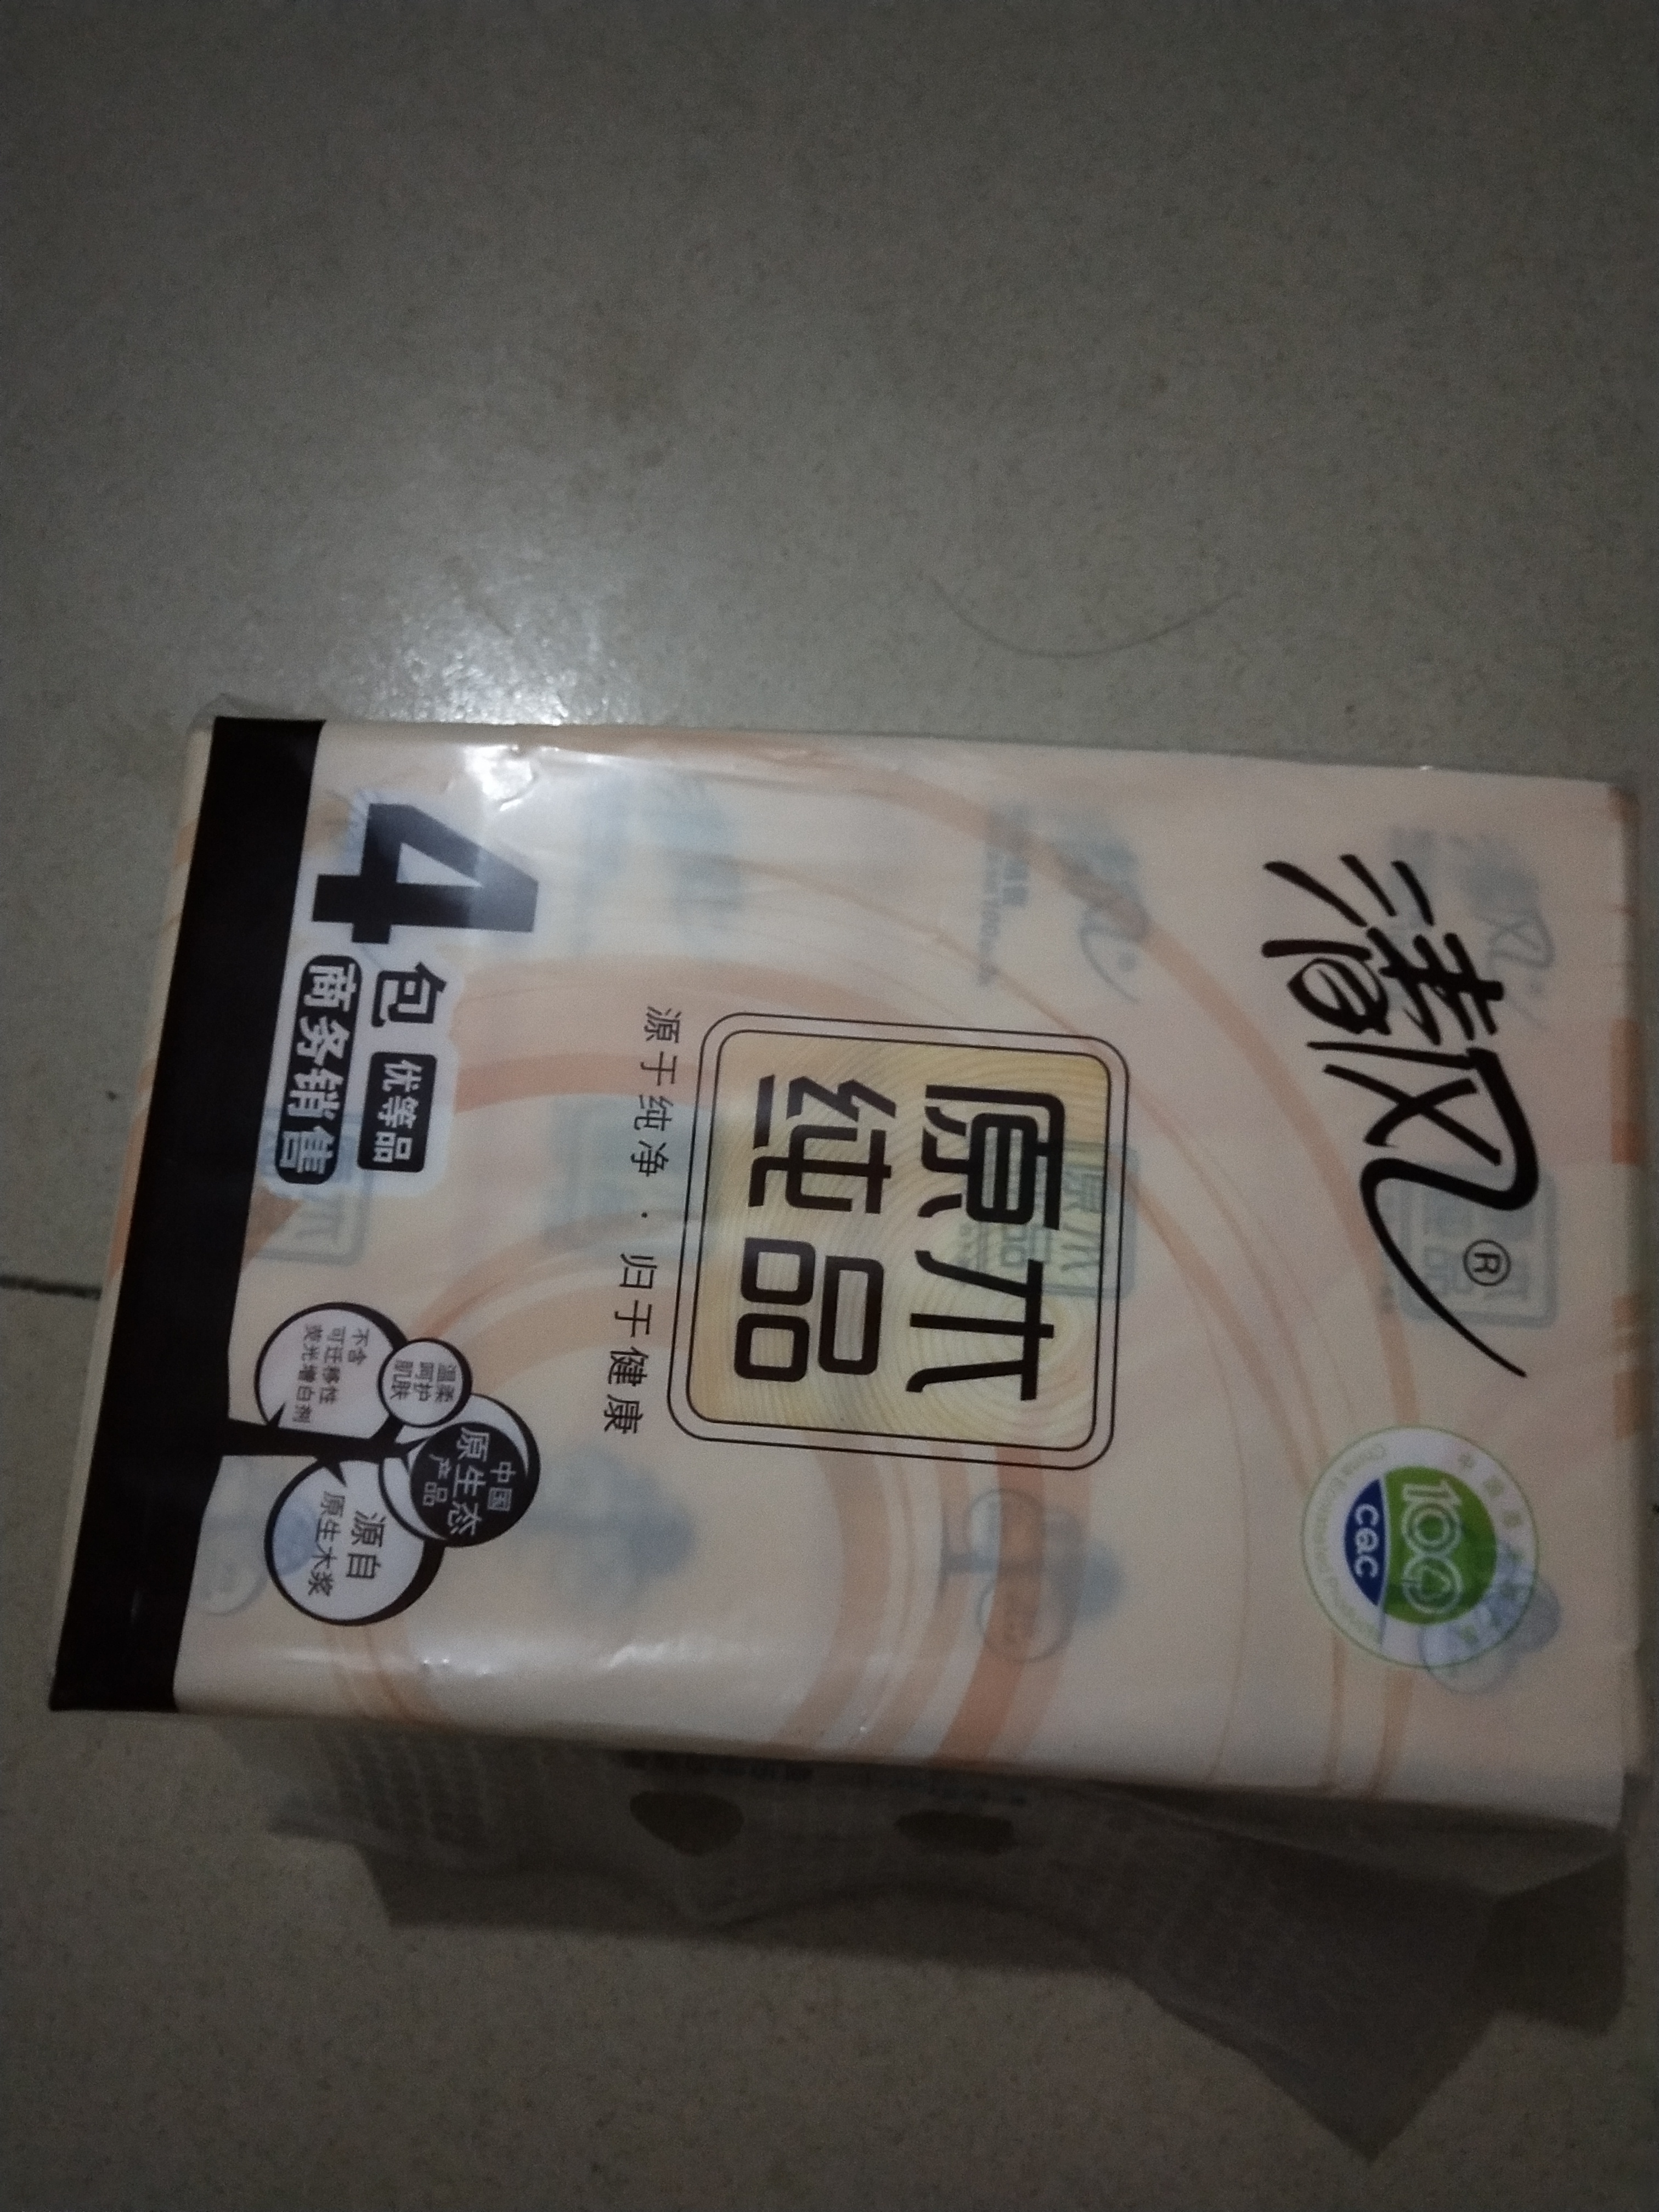 清风®
100
cec
原木
纯品
源于纯净·归于健康
4包 优等品
商务销售
中国
原生态
产品
温柔
呵护
肌肤
不含
可迁移性
荧光增白剂
源自
原生木浆